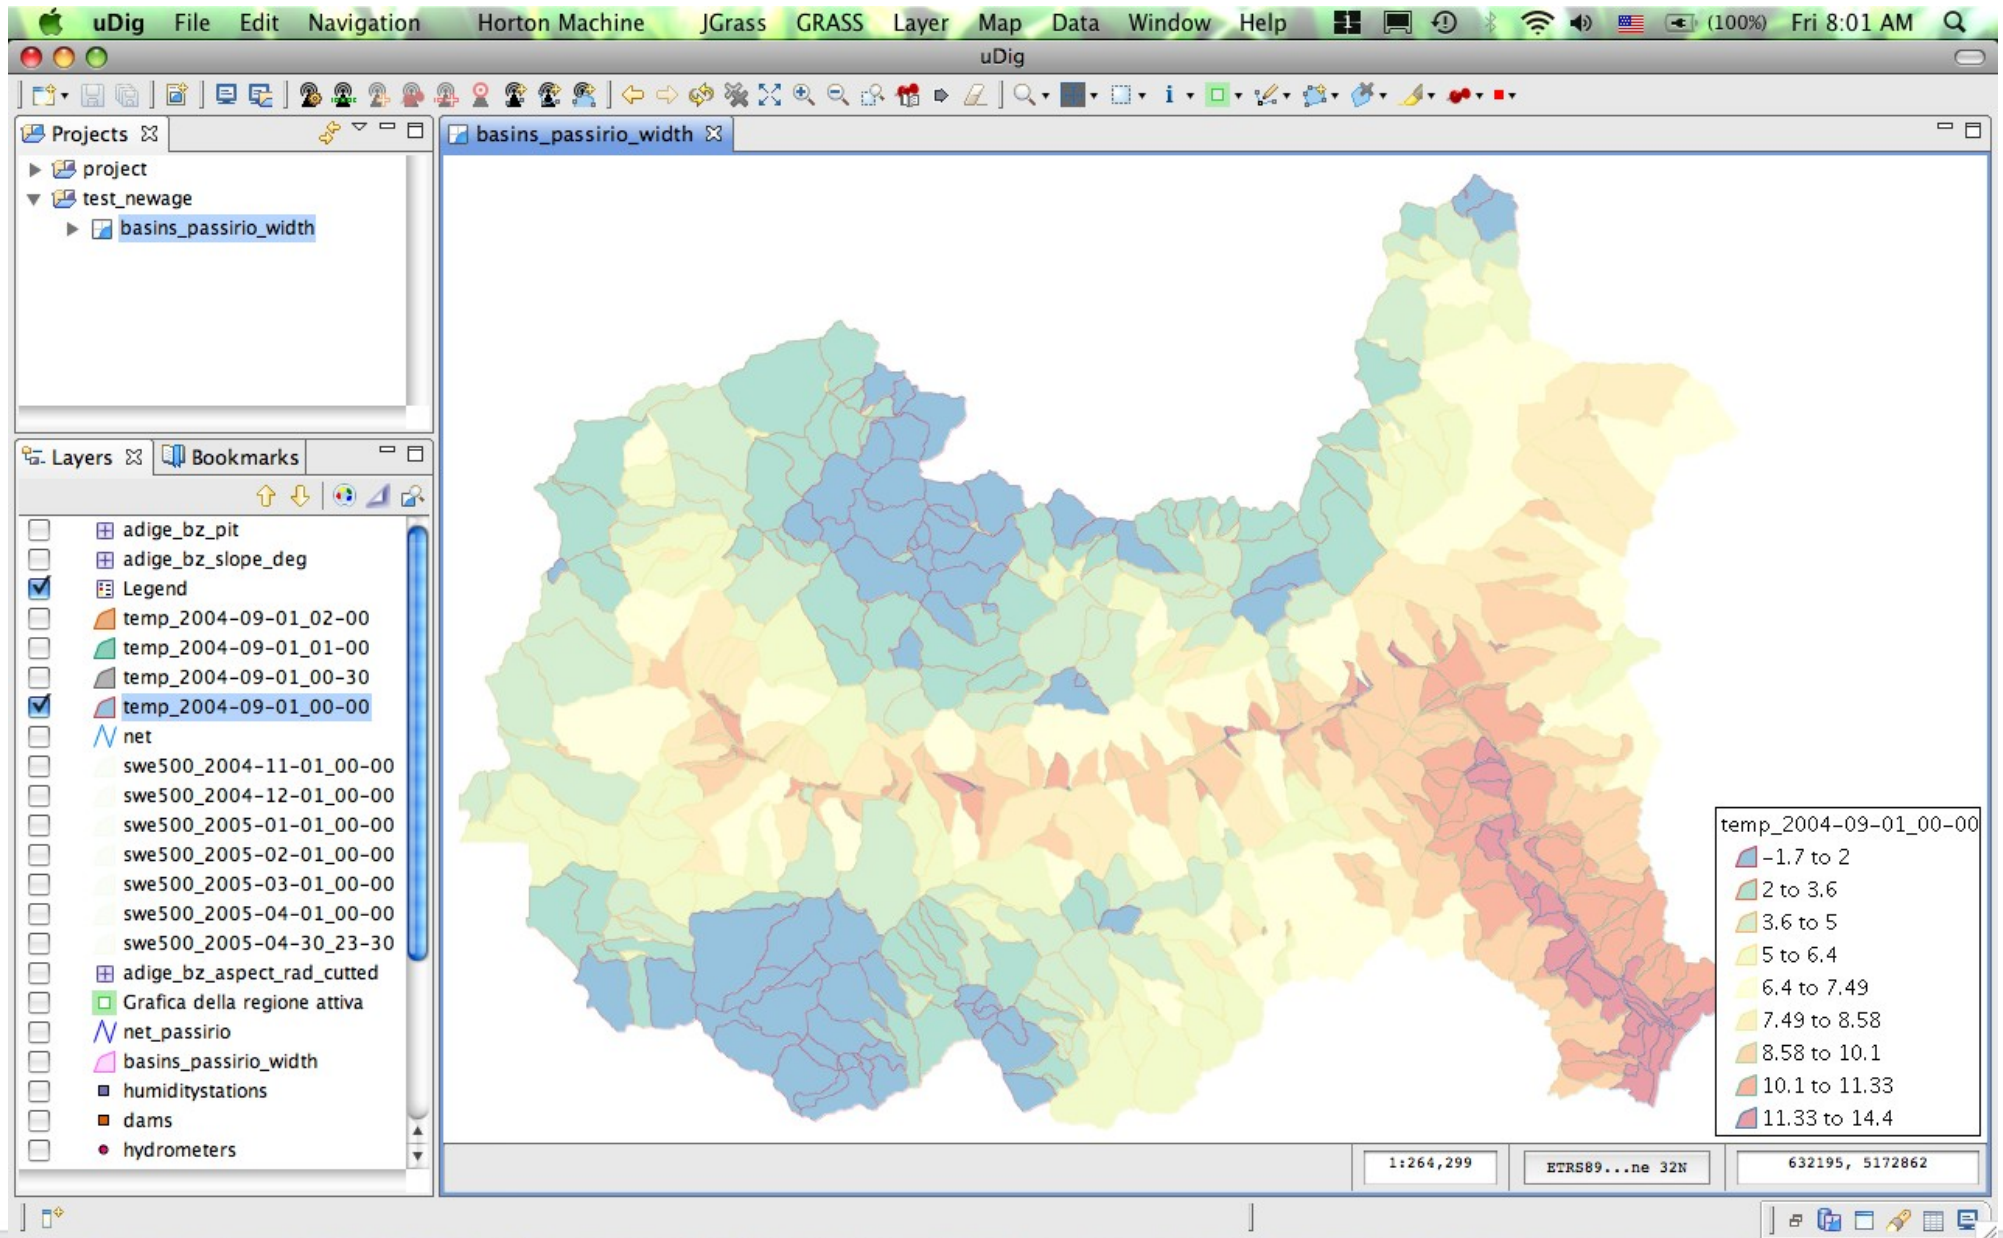 uDig File Edit Navigation Horton Machine JGrass GRASS Layer Map Data Window Help 1 (100%) Fri 8:01 AM
uDig
Projects
project
test_newage
basins_passirio_width
Layers Bookmarks
adige_bz_pit
adige_bz_slope_deg
Legend
temp_2004-09-01_02-00
temp_2004-09-01_01-00
temp_2004-09-01_00-30
temp_2004-09-01_00-00
net
swe500_2004-11-01_00-00
swe500_2004-12-01_00-00
swe500_2005-01-01_00-00
swe500_2005-02-01_00-00
swe500_2005-03-01_00-00
swe500_2005-04-01_00-00
swe500_2005-04-30_23-30
adige_bz_aspect_rad_cutted
Grafica della regione attiva
net_passirio
basins_passirio_width
humiditystations
dams
hydrometers
basins_passirio_width
temp_2004-09-01_00-00
-1.7 to 2
2 to 3.6
3.6 to 5
5 to 6.4
6.4 to 7.49
7.49 to 8.58
8.58 to 10.1
10.1 to 11.33
11.33 to 14.4
1:264,299 ETRS89...ne 32N 632195, 5172862